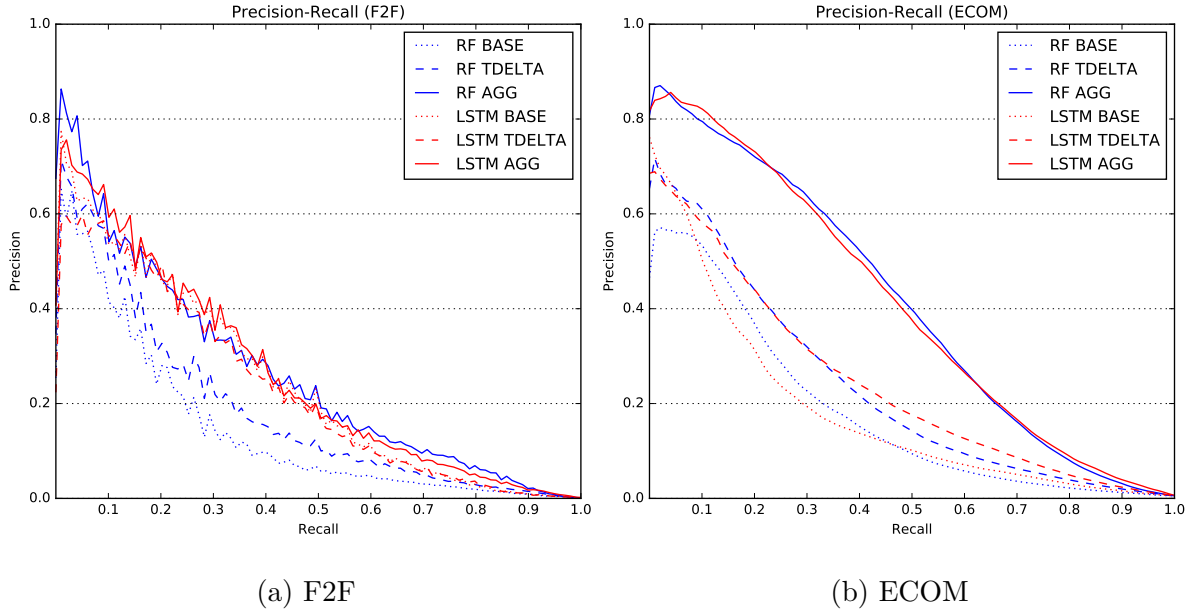 Precision-Recall (F2F)
1.0
0.8
0.6
0.4
0.2
0.0
Precision
0.1 0.2 0.3 0.4 0.5 0.6 0.7 0.8 0.9 1.0
Recall
RF BASE
RF TDELTA
RF AGG
LSTM BASE
LSTM TDELTA
LSTM AGG
(a) F2F
Precision-Recall (ECOM)
1.0
0.8
0.6
0.4
0.2
0.0
Precision
0.1 0.2 0.3 0.4 0.5 0.6 0.7 0.8 0.9 1.0
Recall
RF BASE
RF TDELTA
RF AGG
LSTM BASE
LSTM TDELTA
LSTM AGG
(b) ECOM